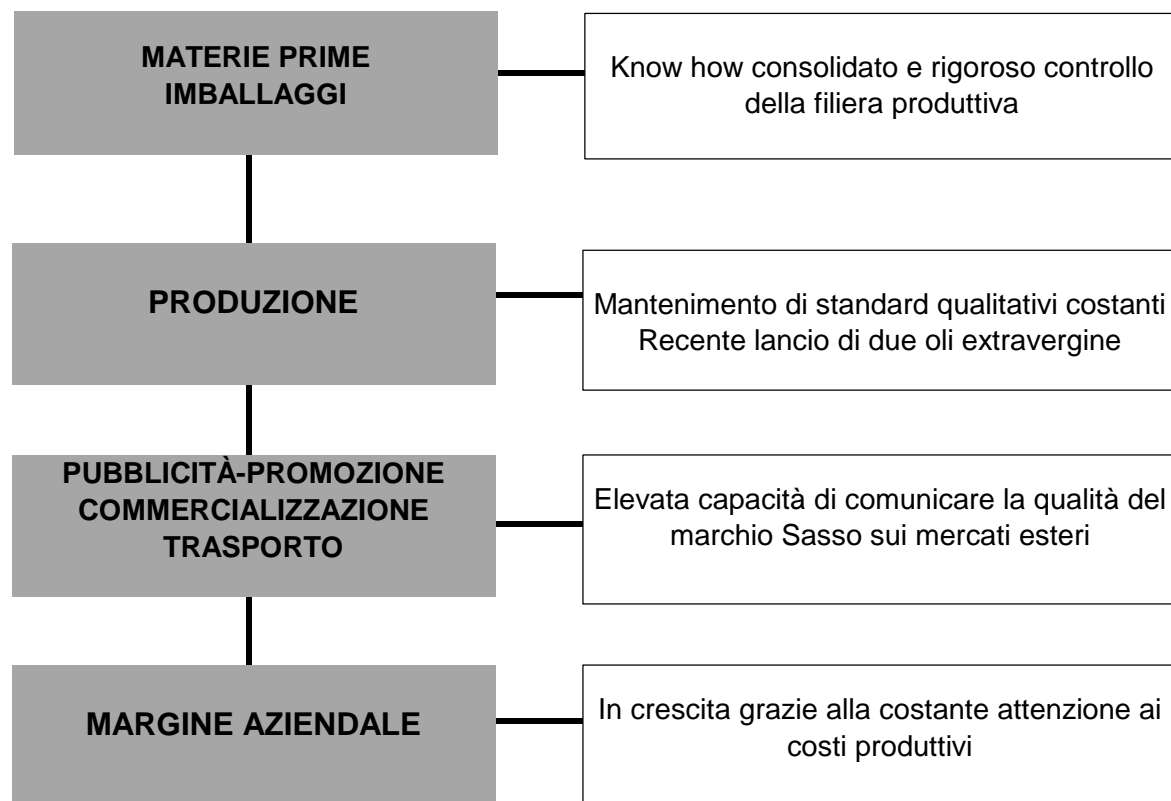 MATERIE PRIME
IMBALLAGGI
Know how consolidato e rigoroso controllo
della filiera produttiva
PRODUZIONE
Mantenimento di standard qualitativi costanti
Recente lancio di due oli extravergine
PUBBLICITÀ-PROMOZIONE
COMMERCIALIZZAZIONE
TRASPORTO
Elevata capacità di comunicare la qualità del
marchio Sasso sui mercati esteri
MARGINE AZIENDALE
In crescita grazie alla costante attenzione ai
costi produttivi